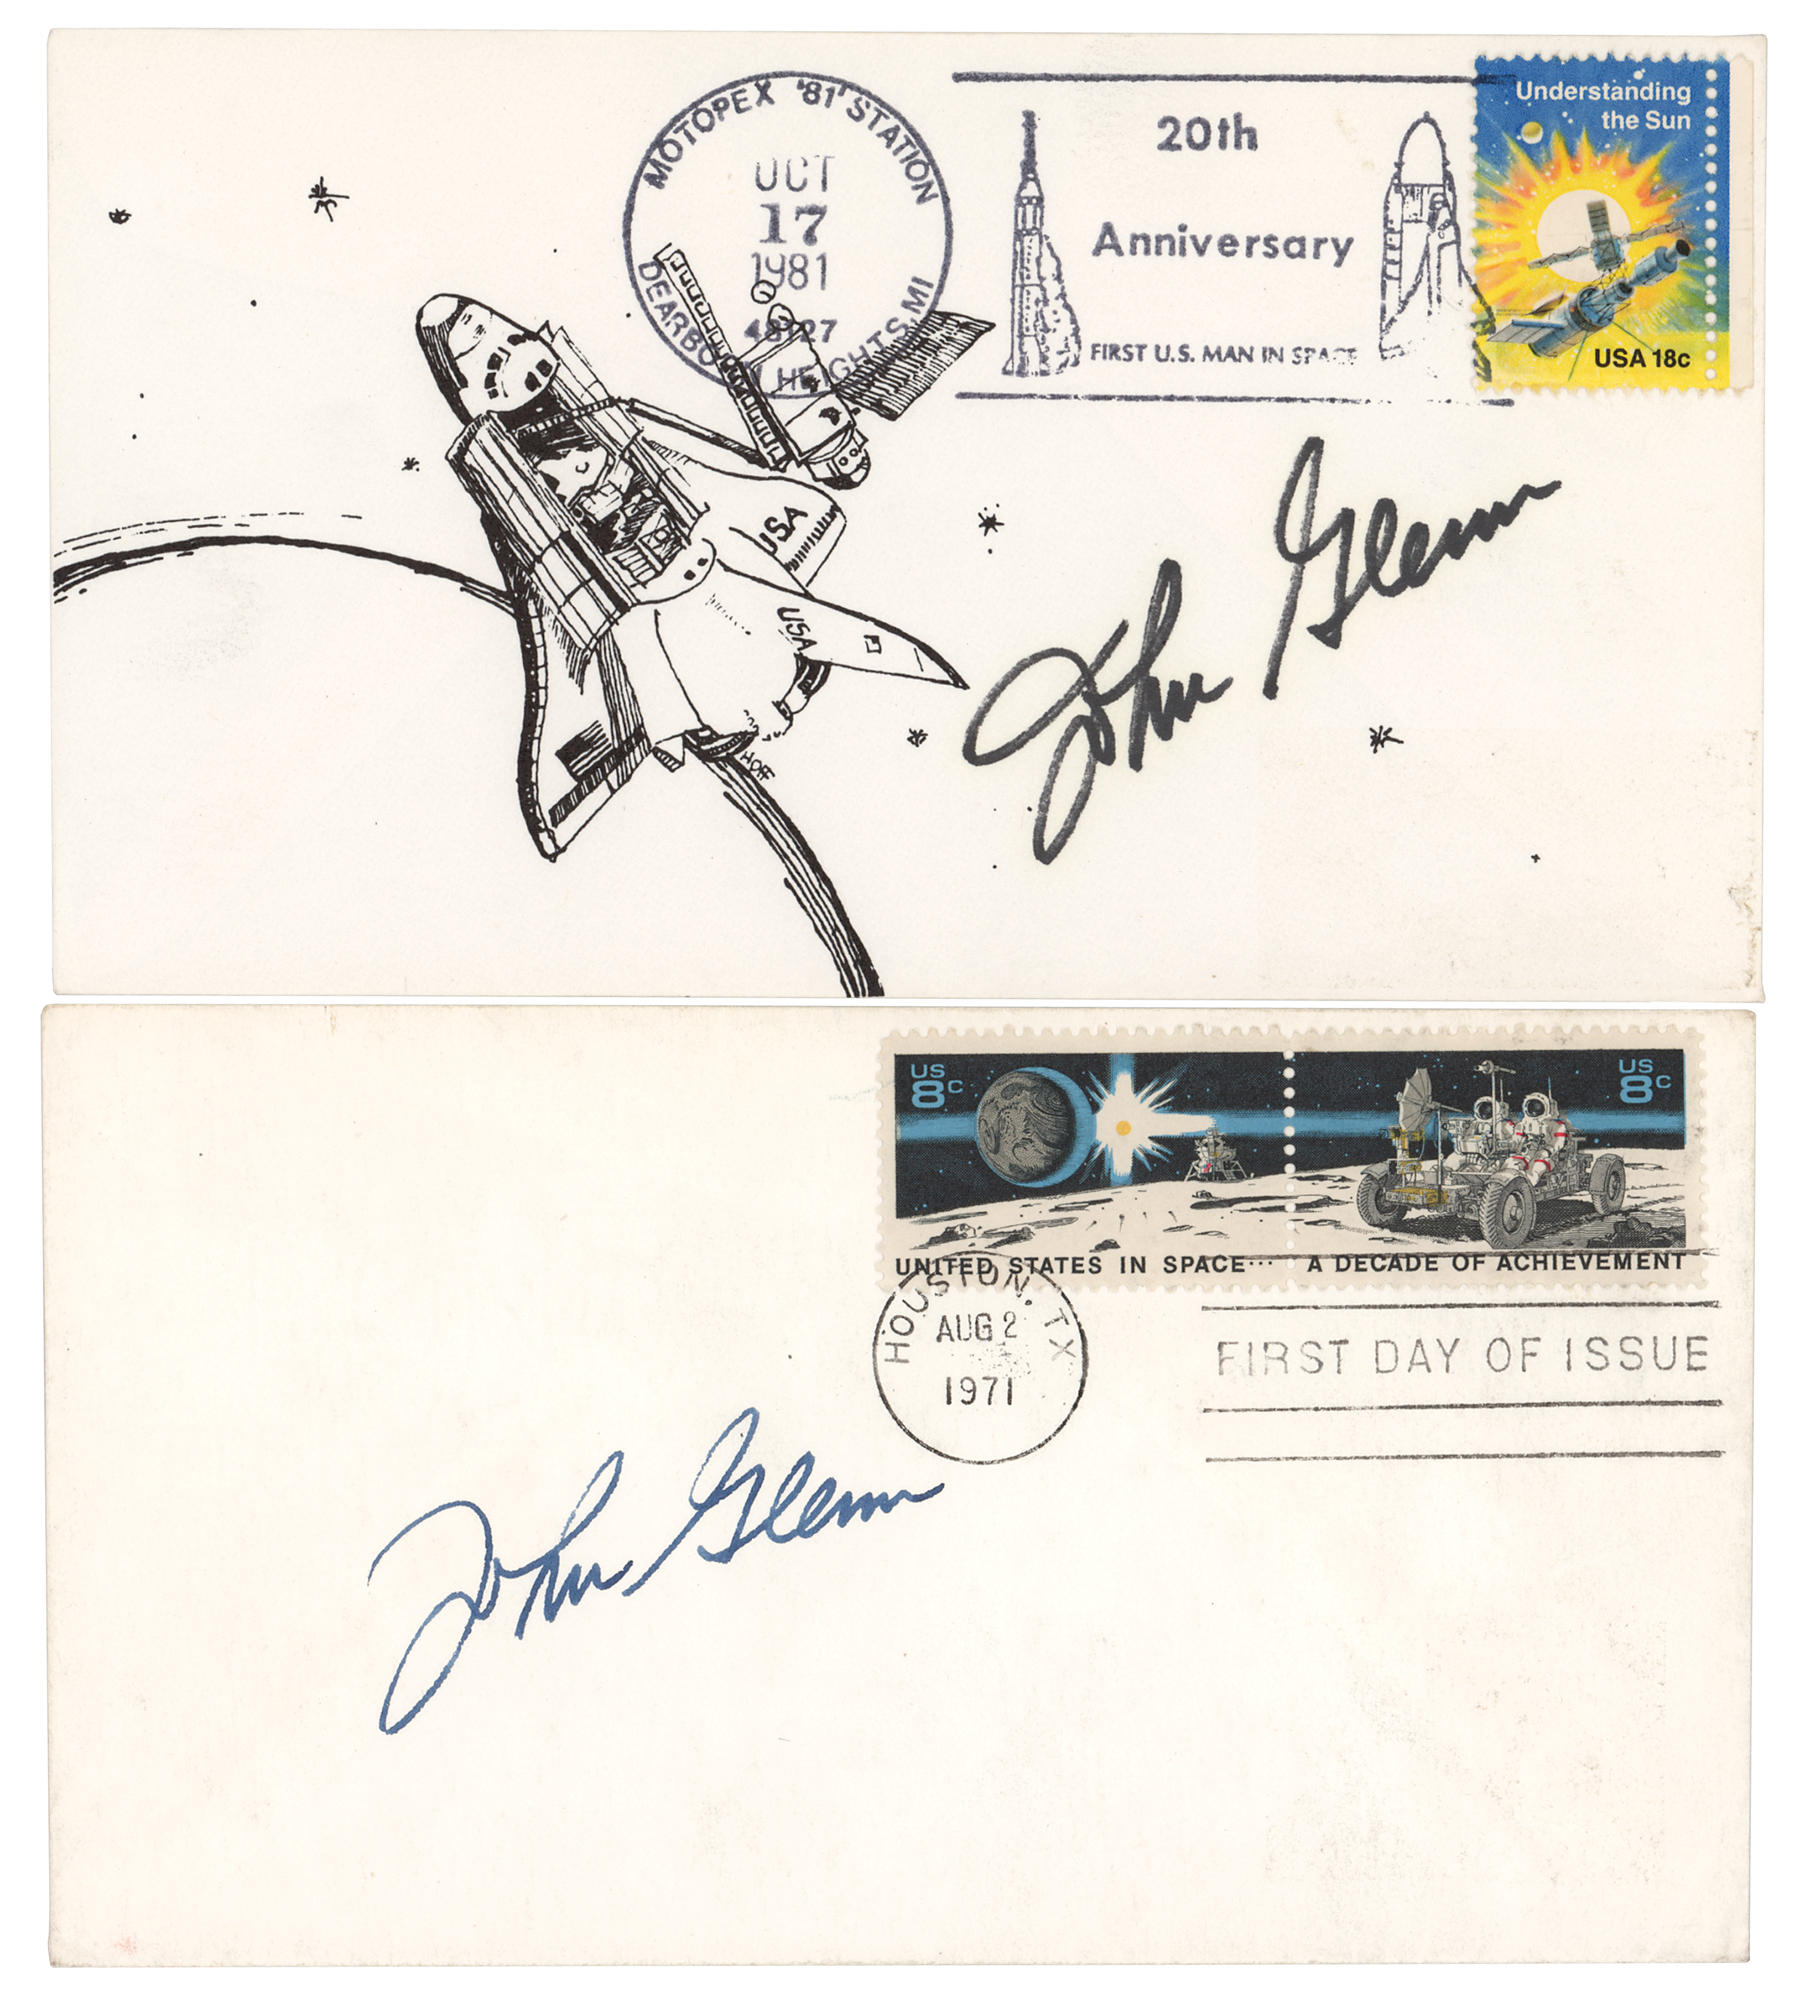 MOTOPEX '81 STATION
OCT
17
1981
48127
DEARBORN HEIGHTS, MI
20th
Anniversary
FIRST U.S. MAN IN SPACE
Understanding
the Sun
USA 18c
USA
USA
HOFF
John Glenn
US
8c
US
8c
UNITED STATES IN SPACE... A DECADE OF ACHIEVEMENT
HOUSTON, TX
AUG 2
1971
FIRST DAY OF ISSUE
John Glenn